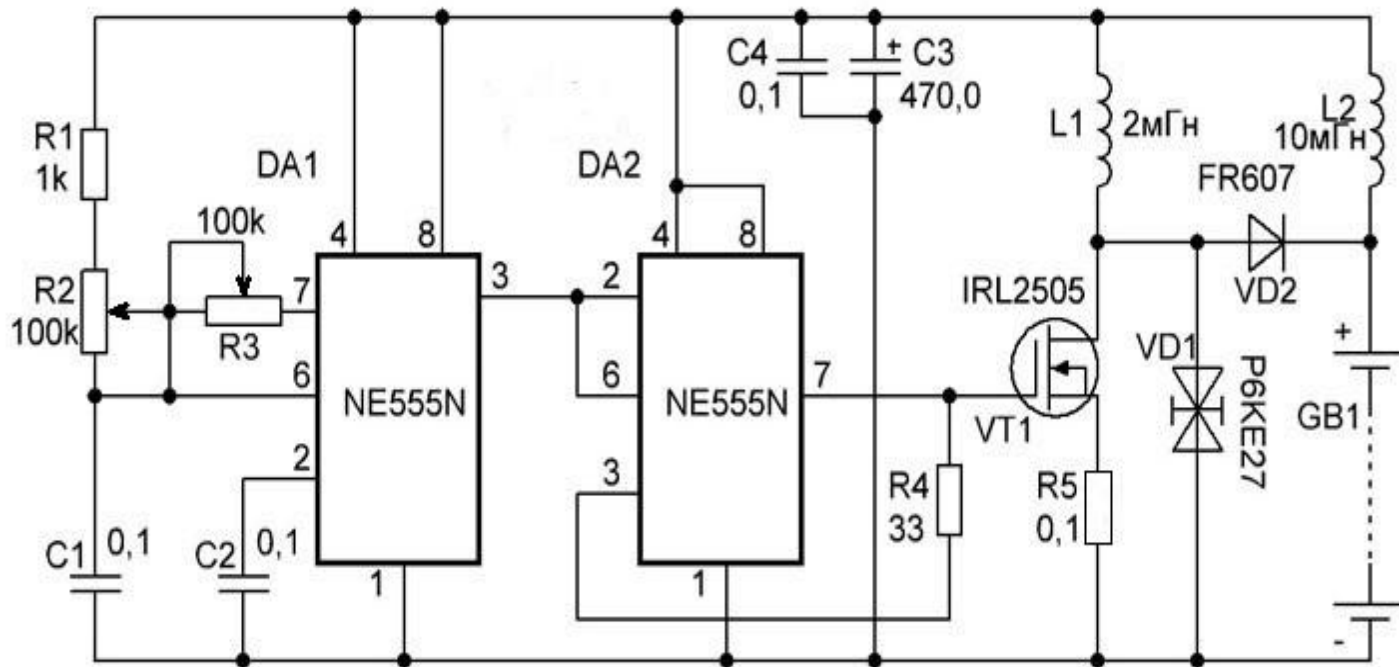 C4
0,1
+
C3
470,0
R1
1k
DA1
DA2
L1
2мГн
L2
10мГн
FR607
100k
4
8
4
8
R2
100k
7
R3
3
2
IRL2505
VD2
6
NE555N
6
NE555N
7
VT1
VD1
P6KE27
+
GB1
2
3
R4
33
R5
0,1
C1
0,1
C2
0,1
1
1
-